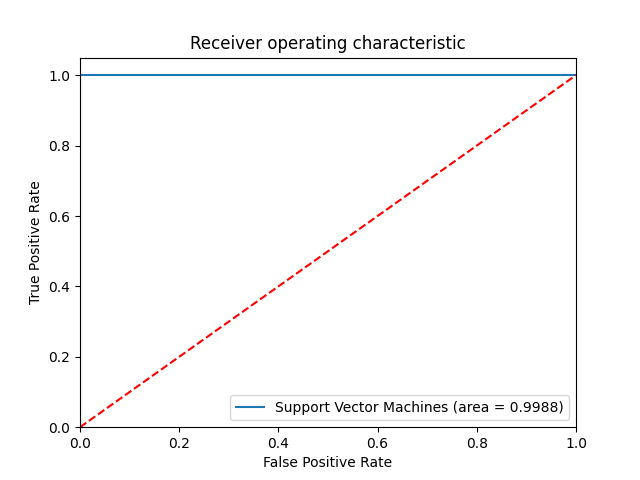 Receiver operating characteristic
True Positive Rate
1.0
0.8
0.6
0.4
0.2
0.0
Support Vector Machines (area = 0.9988)
0.0 0.2 0.4 0.6 0.8 1.0
False Positive Rate